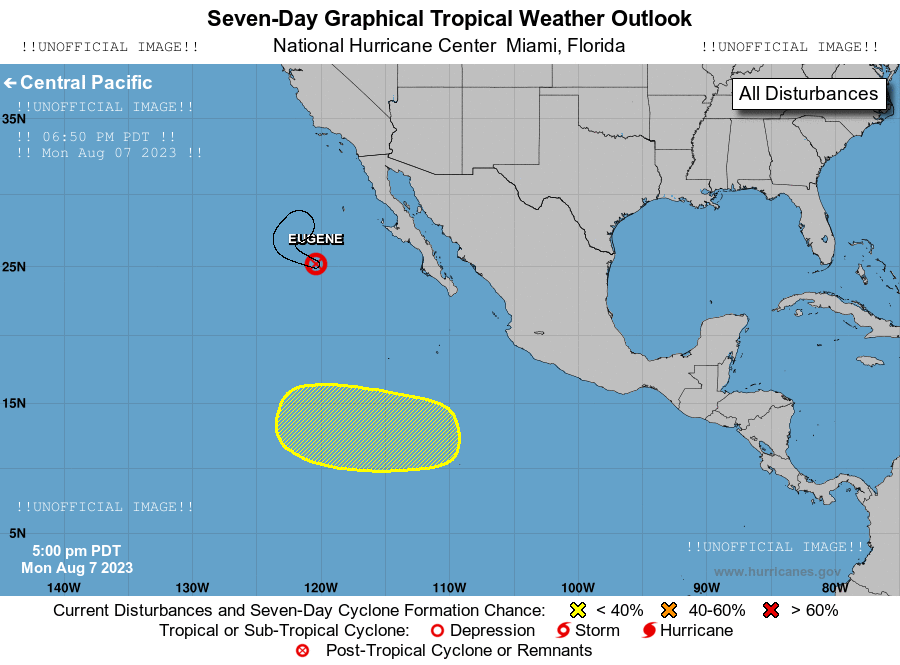 Seven-Day Graphical Tropical Weather Outlook
!!UNOFFICIAL IMAGE!! National Hurricane Center Miami, Florida !!UNOFFICIAL IMAGE!!
← Central Pacific
All Disturbances
!!UNOFFICIAL IMAGE!!
35N
!! 06:50 PM PDT !!
!! Mon Aug 07 2023 !!
EUGENE
25N
15N
!!UNOFFICIAL IMAGE!!
5N
5:00 pm PDT
Mon Aug 7 2023
!!UNOFFICIAL IMAGE!!
www.hurricanes.gov
140W 130W 120W 110W 100W 90W 80W
Current Disturbances and Seven-Day Cyclone Formation Chance: < 40% 40-60% > 60%
Tropical or Sub-Tropical Cyclone: Depression Storm Hurricane
Post-Tropical Cyclone or Remnants